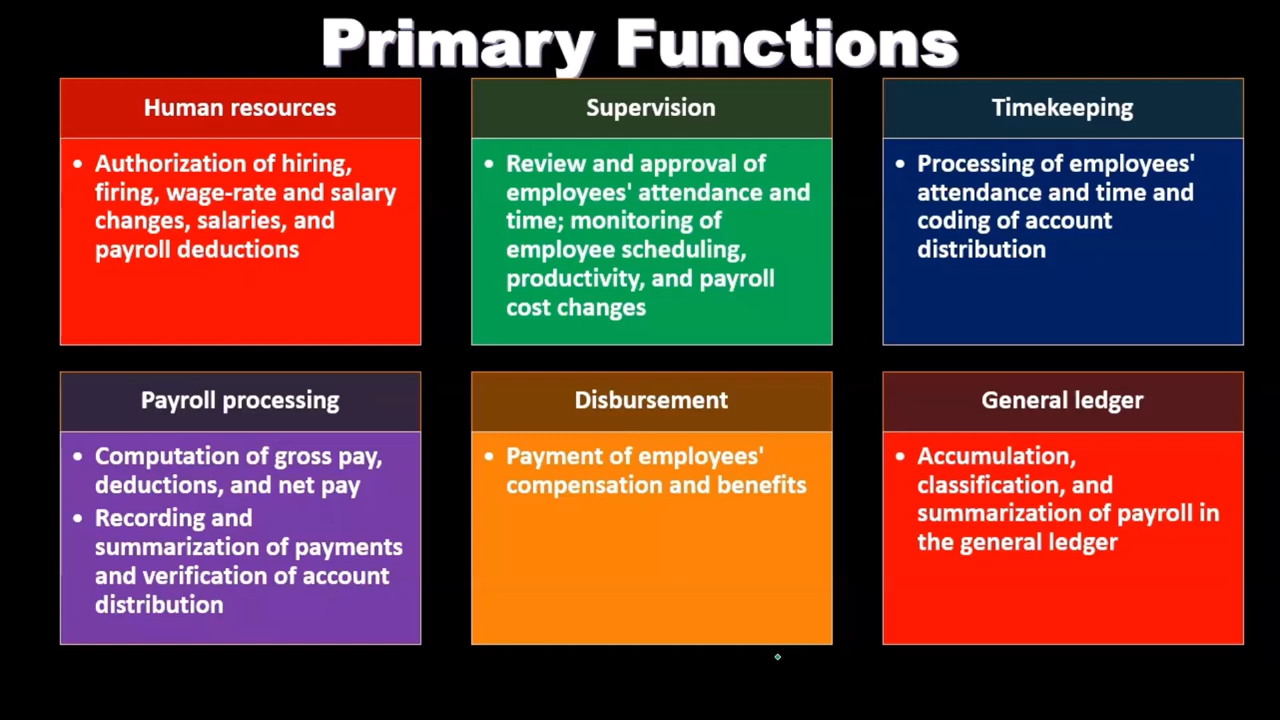 Primary Functions
Human resources
• Authorization of hiring,
firing, wage-rate and salary
changes, salaries, and
payroll deductions
Supervision
• Review and approval of
employees' attendance and
time; monitoring of
employee scheduling,
productivity, and payroll
cost changes
Timekeeping
• Processing of employees'
attendance and time and
coding of account
distribution
Payroll processing
• Computation of gross pay,
deductions, and net pay
• Recording and
summarization of payments
and verification of account
distribution
Disbursement
• Payment of employees'
compensation and benefits
General ledger
• Accumulation,
classification, and
summarization of payroll in
the general ledger